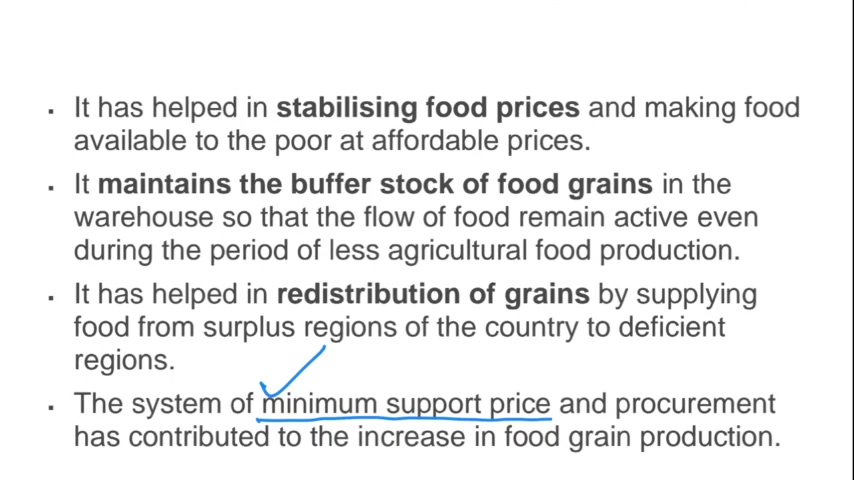 ▪ It has helped in stabilising food prices and making food
available to the poor at affordable prices.
▪ It maintains the buffer stock of food grains in the
warehouse so that the flow of food remain active even
during the period of less agricultural food production.
▪ It has helped in redistribution of grains by supplying
food from surplus regions of the country to deficient
regions.
▪ The system of minimum support price and procurement
has contributed to the increase in food grain production.